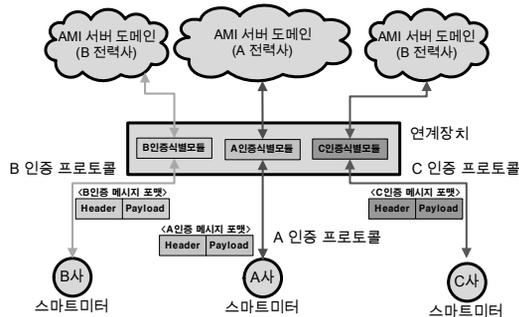 AMI 서버 도메인
(B 전력사)
AMI 서버 도메인
(A 전력사)
AMI 서버 도메인
(B 전력사)
연계장치
B인증식별모듈
A인증식별모듈
C인증식별모듈
B 인증 프로토콜
C 인증 프로토콜
<B인증 메시지 포맷>
Header Payload
<C인증 메시지 포맷>
Header Payload
<A인증 메시지 포맷>
Header Payload
A 인증 프로토콜
B사
스마트미터
A사
스마트미터
C사
스마트미터